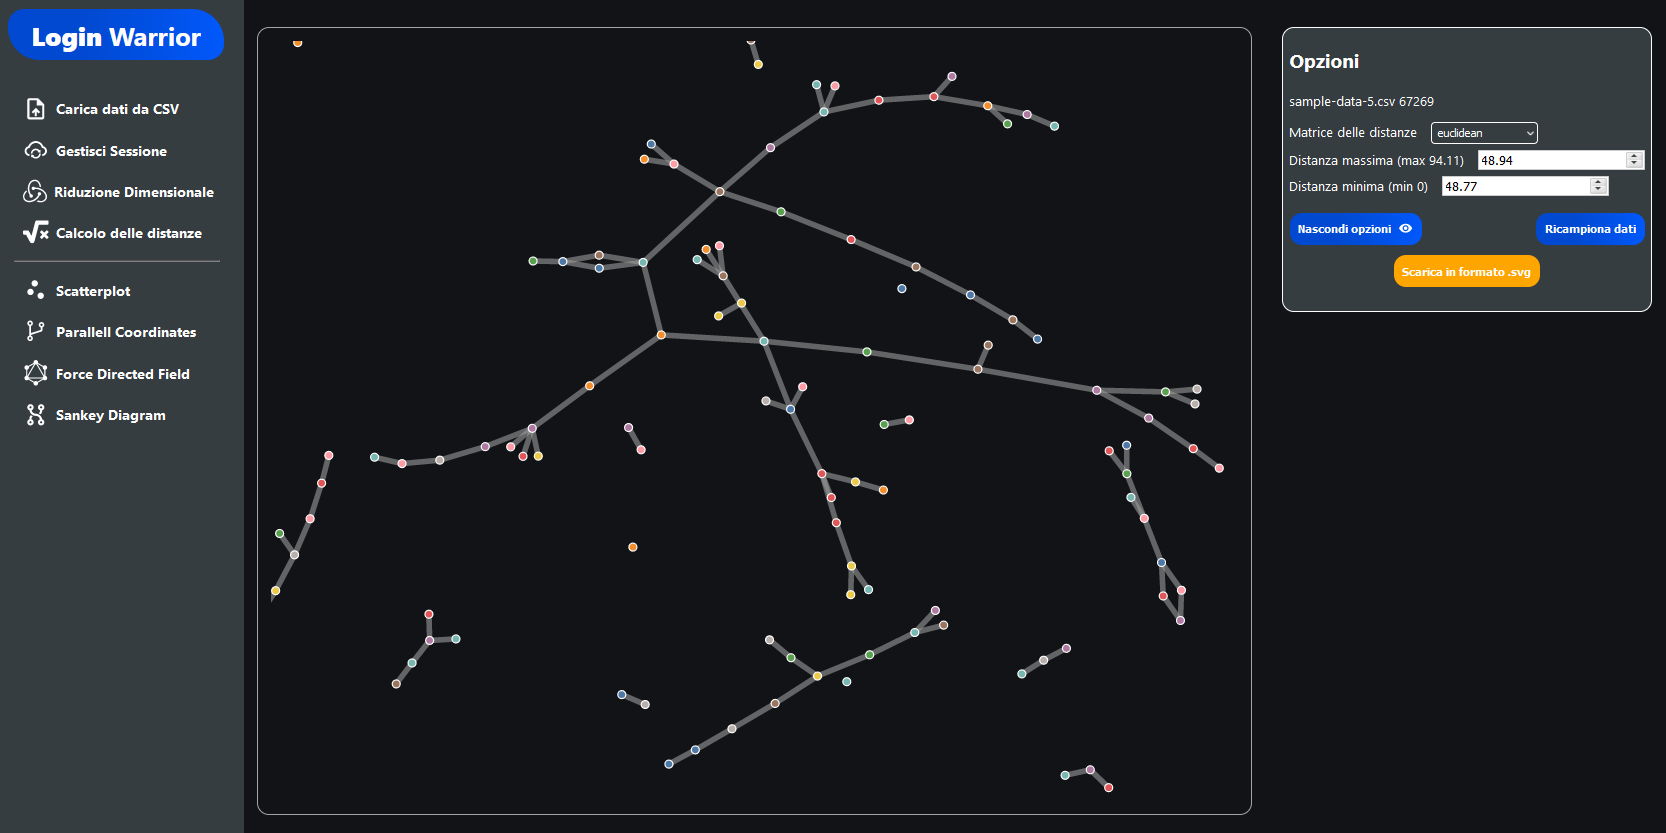 Login Warrior
Carica dati da CSV
Gestisci Sessione
Riduzione Dimensionale
Calcolo delle distanze
Scatterplot
Parallell Coordinates
Force Directed Field
Sankey Diagram
Opzioni
sample-data-5.csv 67269
Matrice delle distanze euclidean
Distanza massima (max 94.11) 48.94
Distanza minima (min 0) 48.77
Nascondi opzioni Ricampiona dati
Scarica in formato .svg